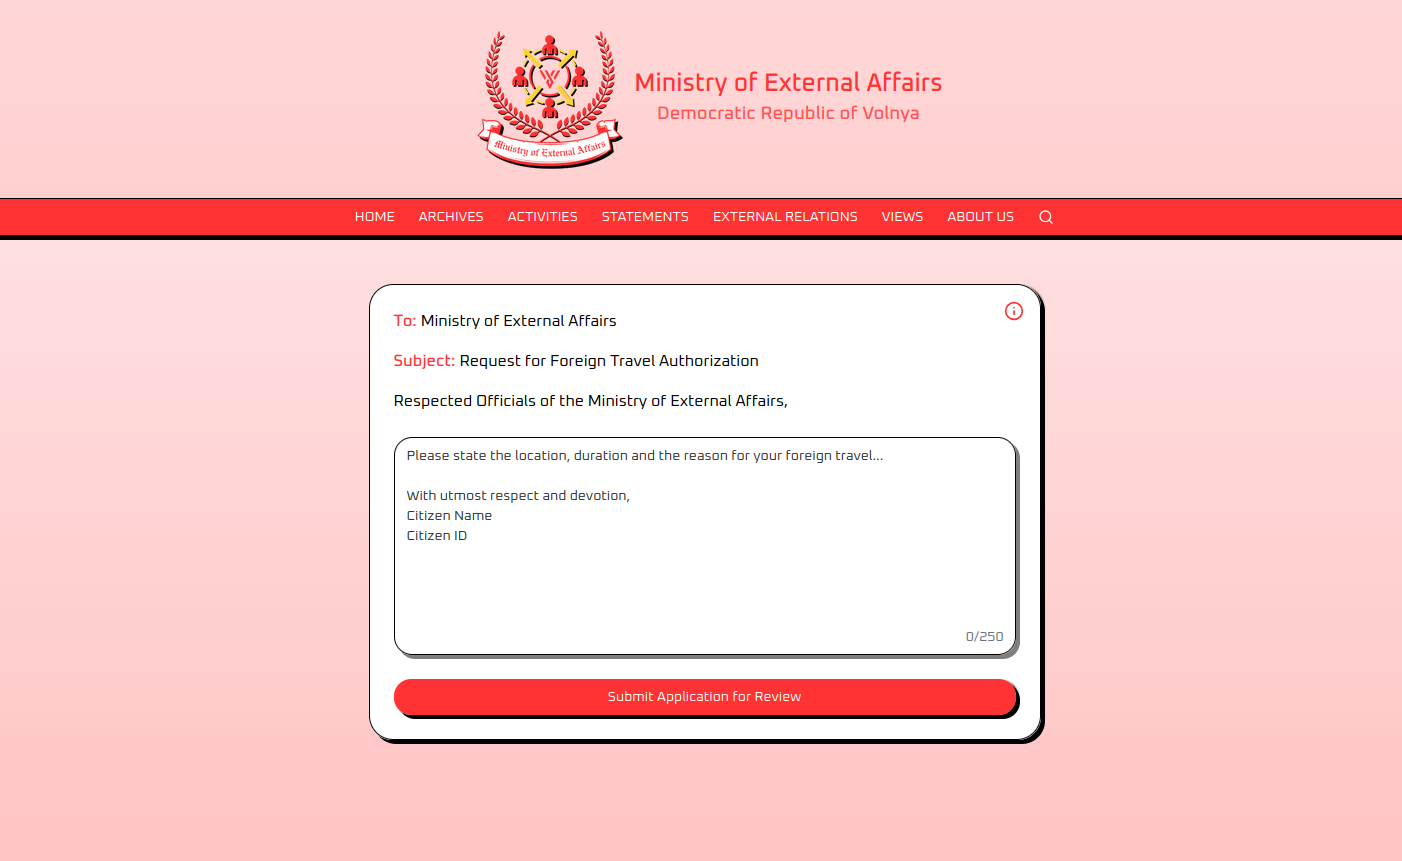 Ministry of External Affairs
Ministry of External Affairs
Democratic Republic of Volnya
HOME ARCHIVES ACTIVITIES STATEMENTS EXTERNAL RELATIONS VIEWS ABOUT US
To: Ministry of External Affairs
Subject: Request for Foreign Travel Authorization
Respected Officials of the Ministry of External Affairs,
Please state the location, duration and the reason for your foreign travel...
With utmost respect and devotion,
Citizen Name
Citizen ID
0/250
Submit Application for Review